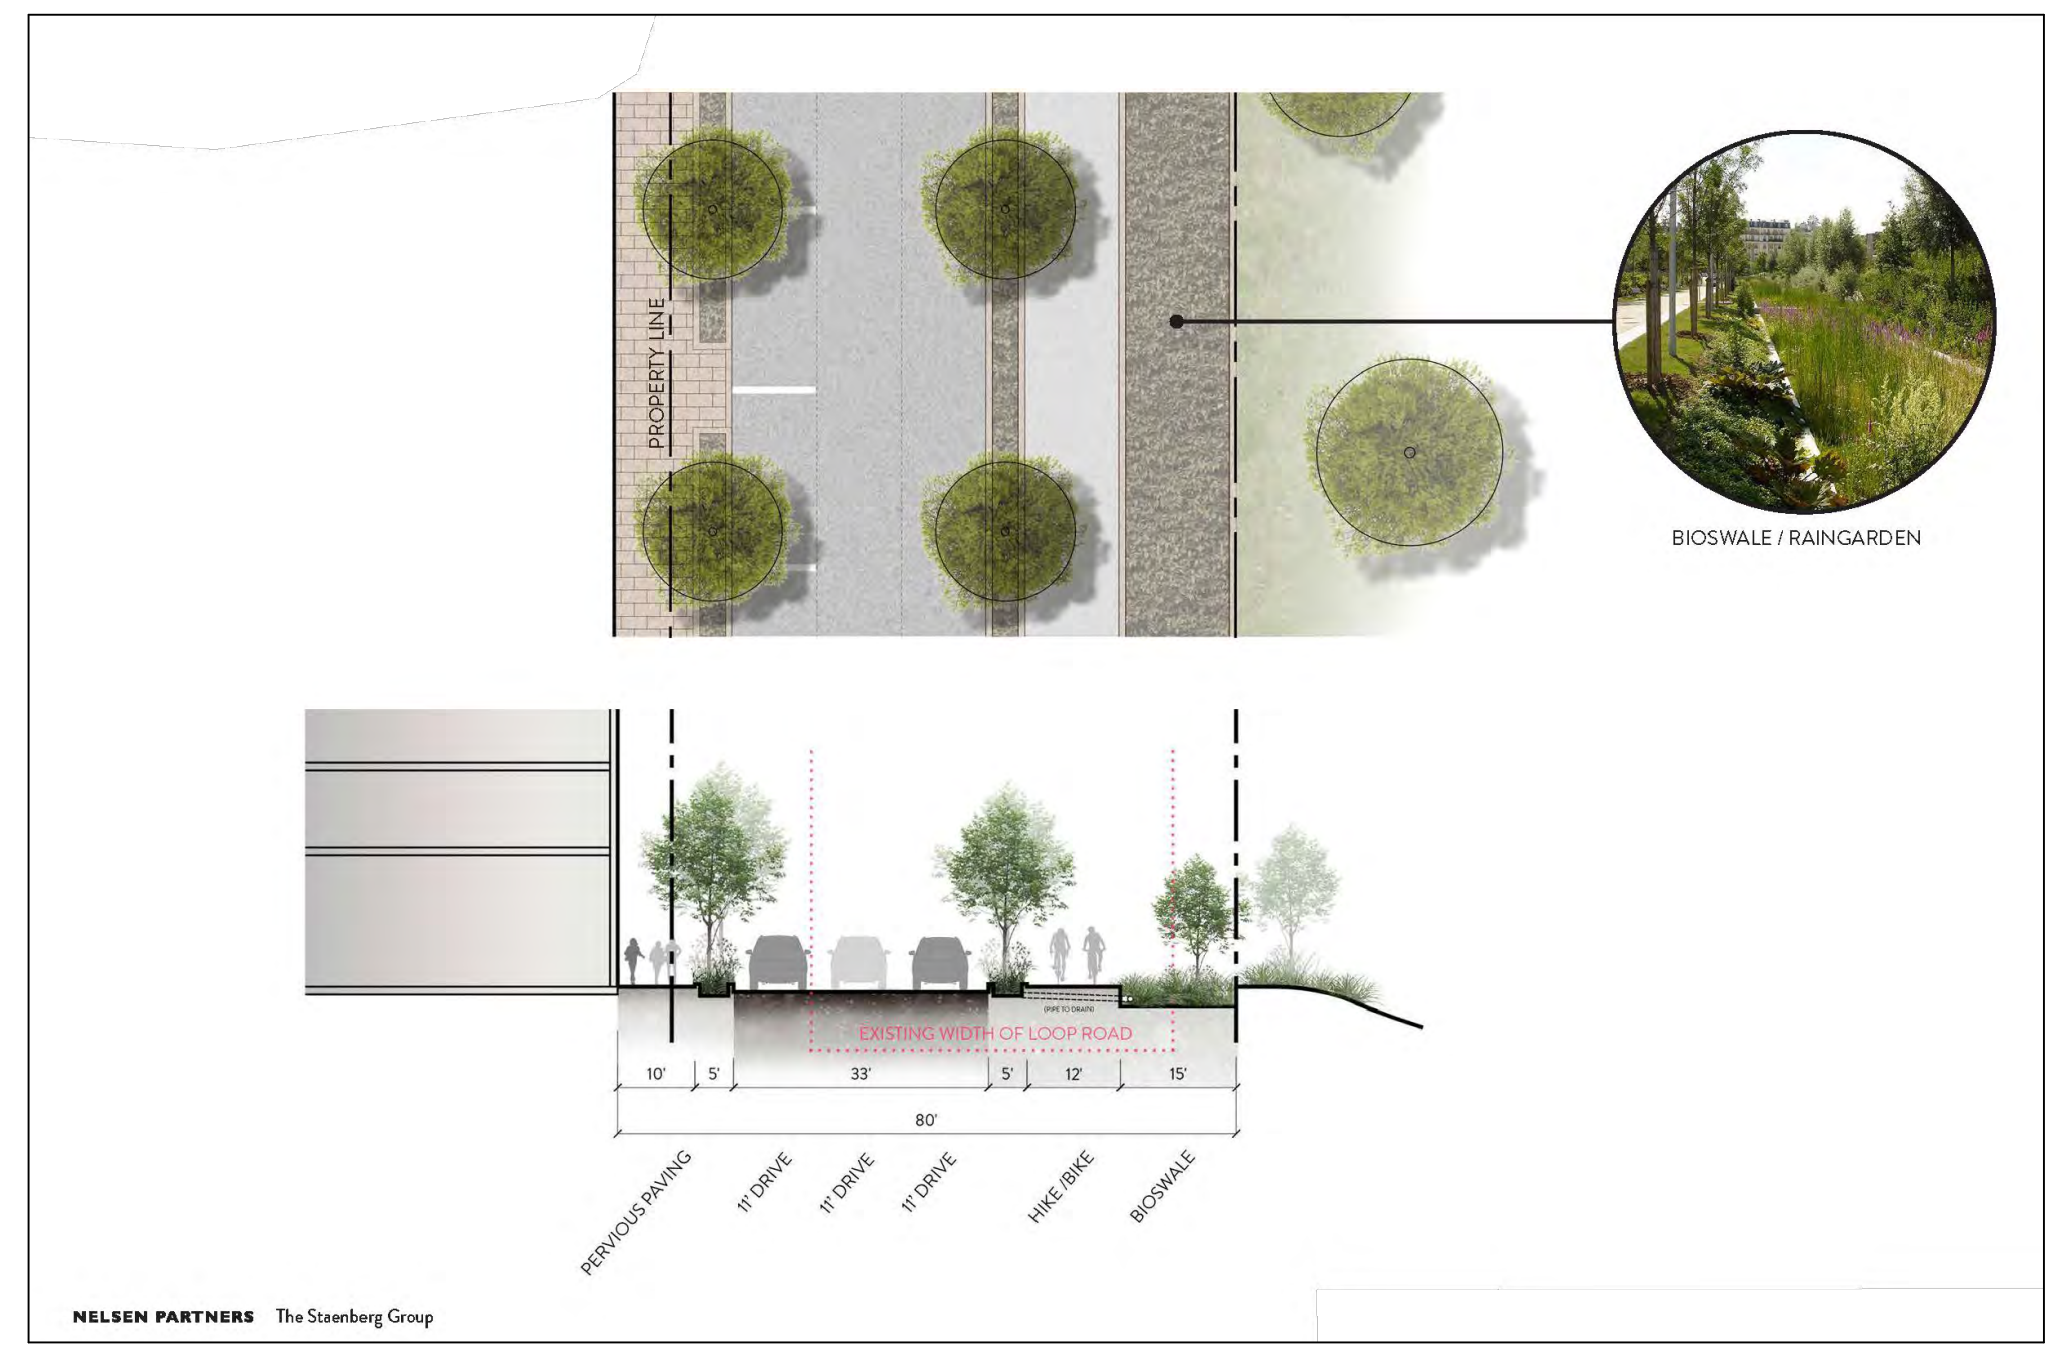 PROPERTY LINE
BIOSWALE / RAINGARDEN
(PIPE TO DRAIN)
EXISTING WIDTH OF LOOP ROAD
10' 5' 33' 5' 12' 15'
80'
PERVIOUS PAVING
11' DRIVE
11' DRIVE
11' DRIVE
HIKE /BIKE
BIOSWALE
NELSEN PARTNERS The Staenberg Group